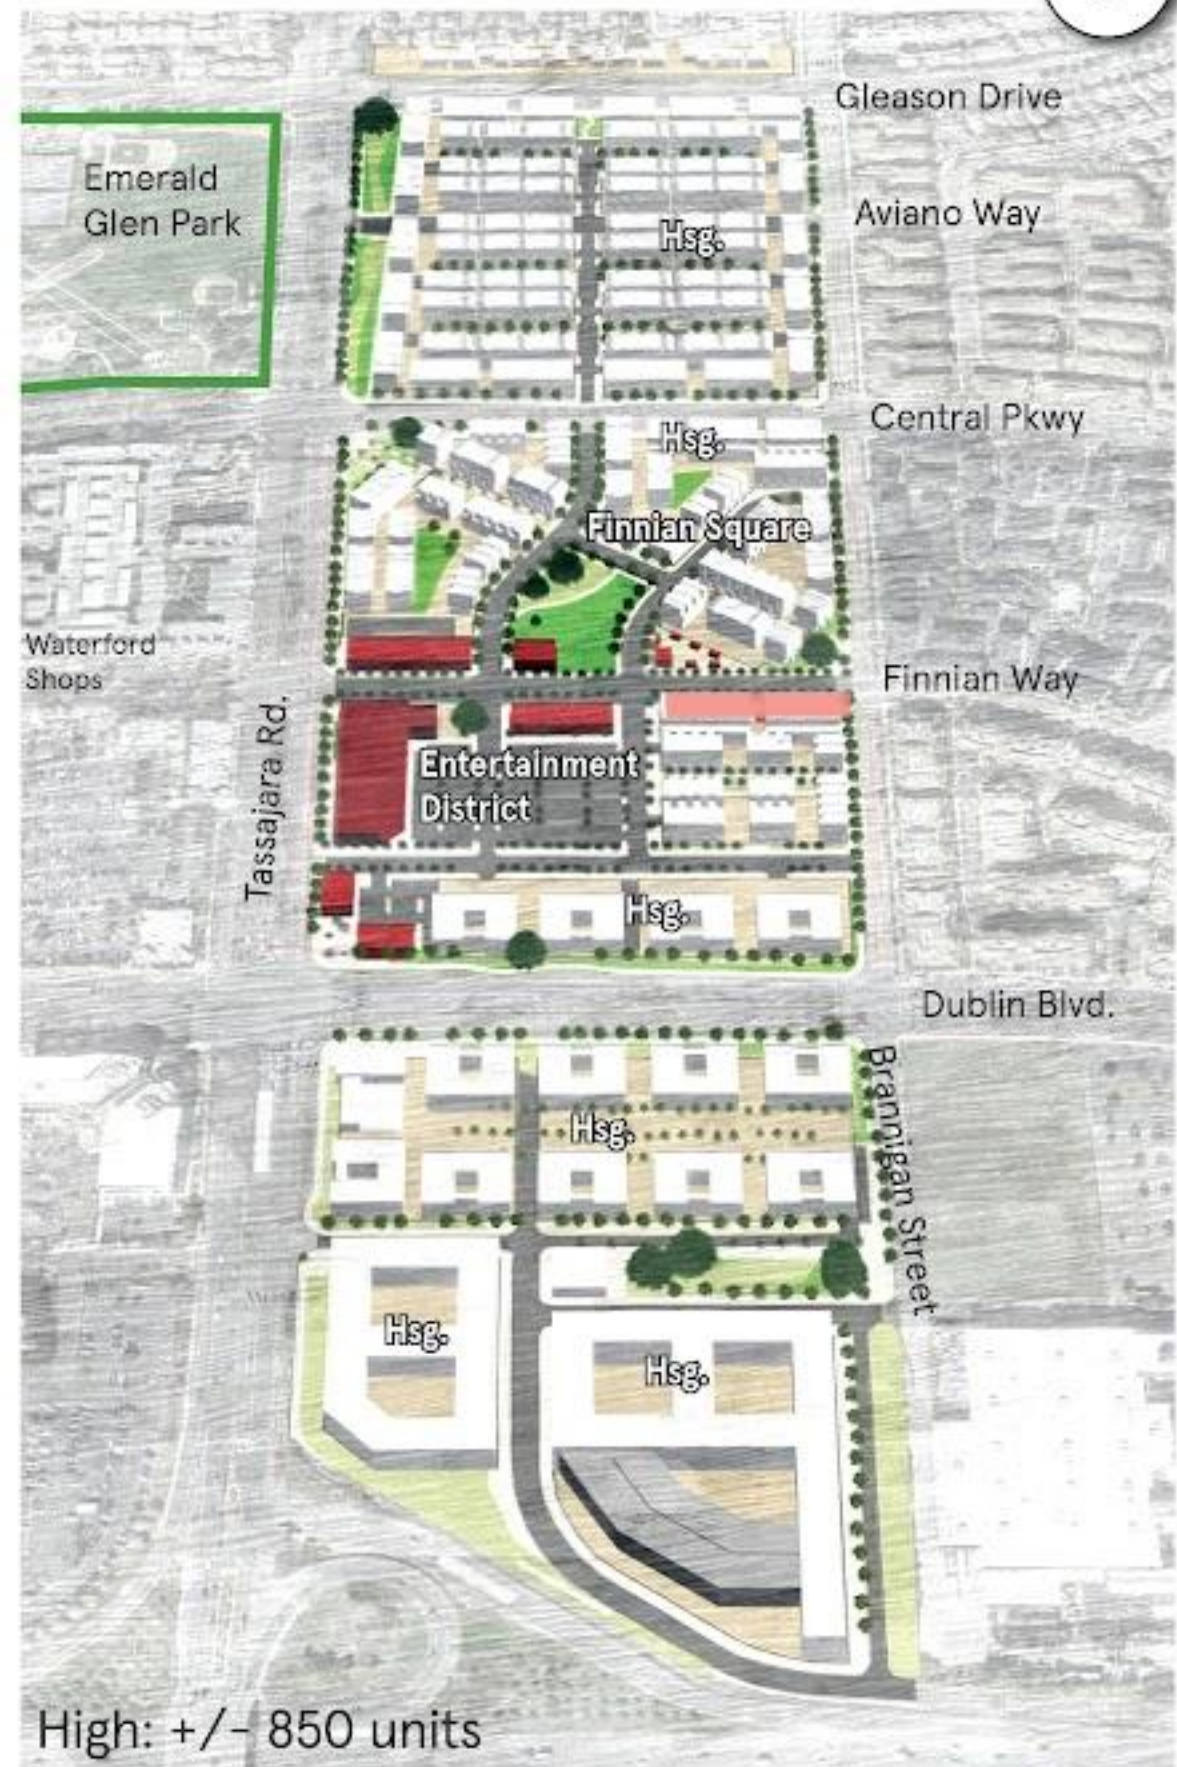 Gleason Drive
Emerald
Glen Park
Aviano Way
Hsg.
Central Pkwy
Hsg.
Finnian Square
Waterford
Shops
Finnian Way
Tassajara Rd.
Entertainment
District
Hsg.
Dublin Blvd.
Brannigan Street
Hsg.
Hsg.
Hsg.
High: +/- 850 units